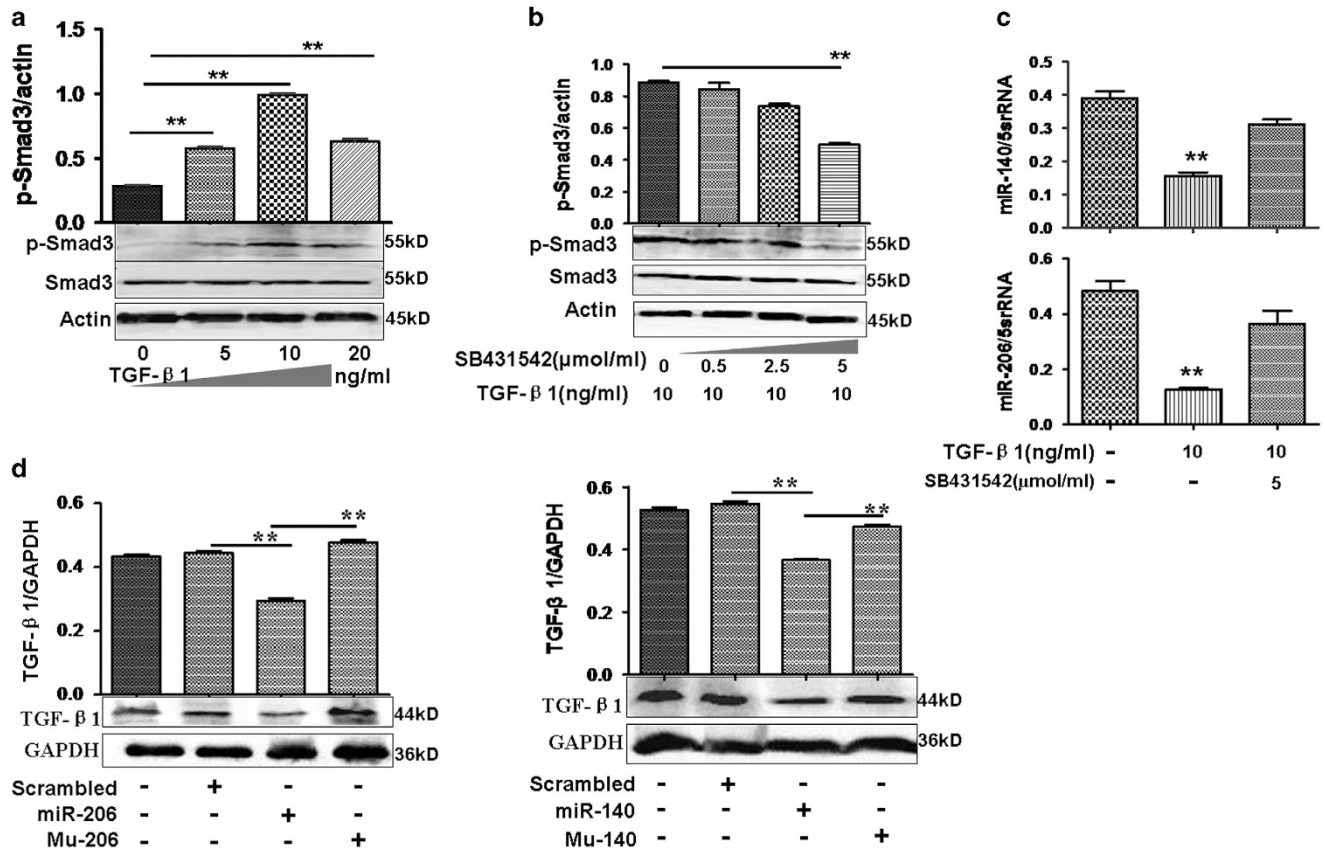 a
**
**
**
p-Smad3/actIn
1.0
0.5
0.0
p-Smad3
55kD
Smad3
55kD
Actin
45kD
0 5 10 20
TGF-β 1 ng/ml
b
**
p-Smad3/actin
1.0
0.8
0.6
0.4
0.2
0.0
p-Smad3
55kD
Smad3
55kD
Actin
45kD
SB431542(μmol/ml) 0 0.5 2.5 5
TGF-β 1(ng/ml) 10 10 10 10
c
miR-140/5srRNA
0.5
0.4
0.3
0.2
0.1
0.0
**
miR-206/5srRNA
0.6
0.4
0.2
0.0
**
TGF-β 1(ng/ml) - 10 10
SB431542(μmol/ml) - - 5
d
TGF-β 1/GAPDH
0.6
0.4
0.2
0.0
**
**
TGF-β 1
44kD
GAPDH
36kD
Scrambled - + - -
miR-206 - - + -
Mu-206 - - - +
TGF-β 1/GAPDH
0.6
0.4
0.2
0.0
**
**
TGF-β 1
44kD
GAPDH
36kD
Scrambled - + - -
miR-140 - - + -
Mu-140 - - - +